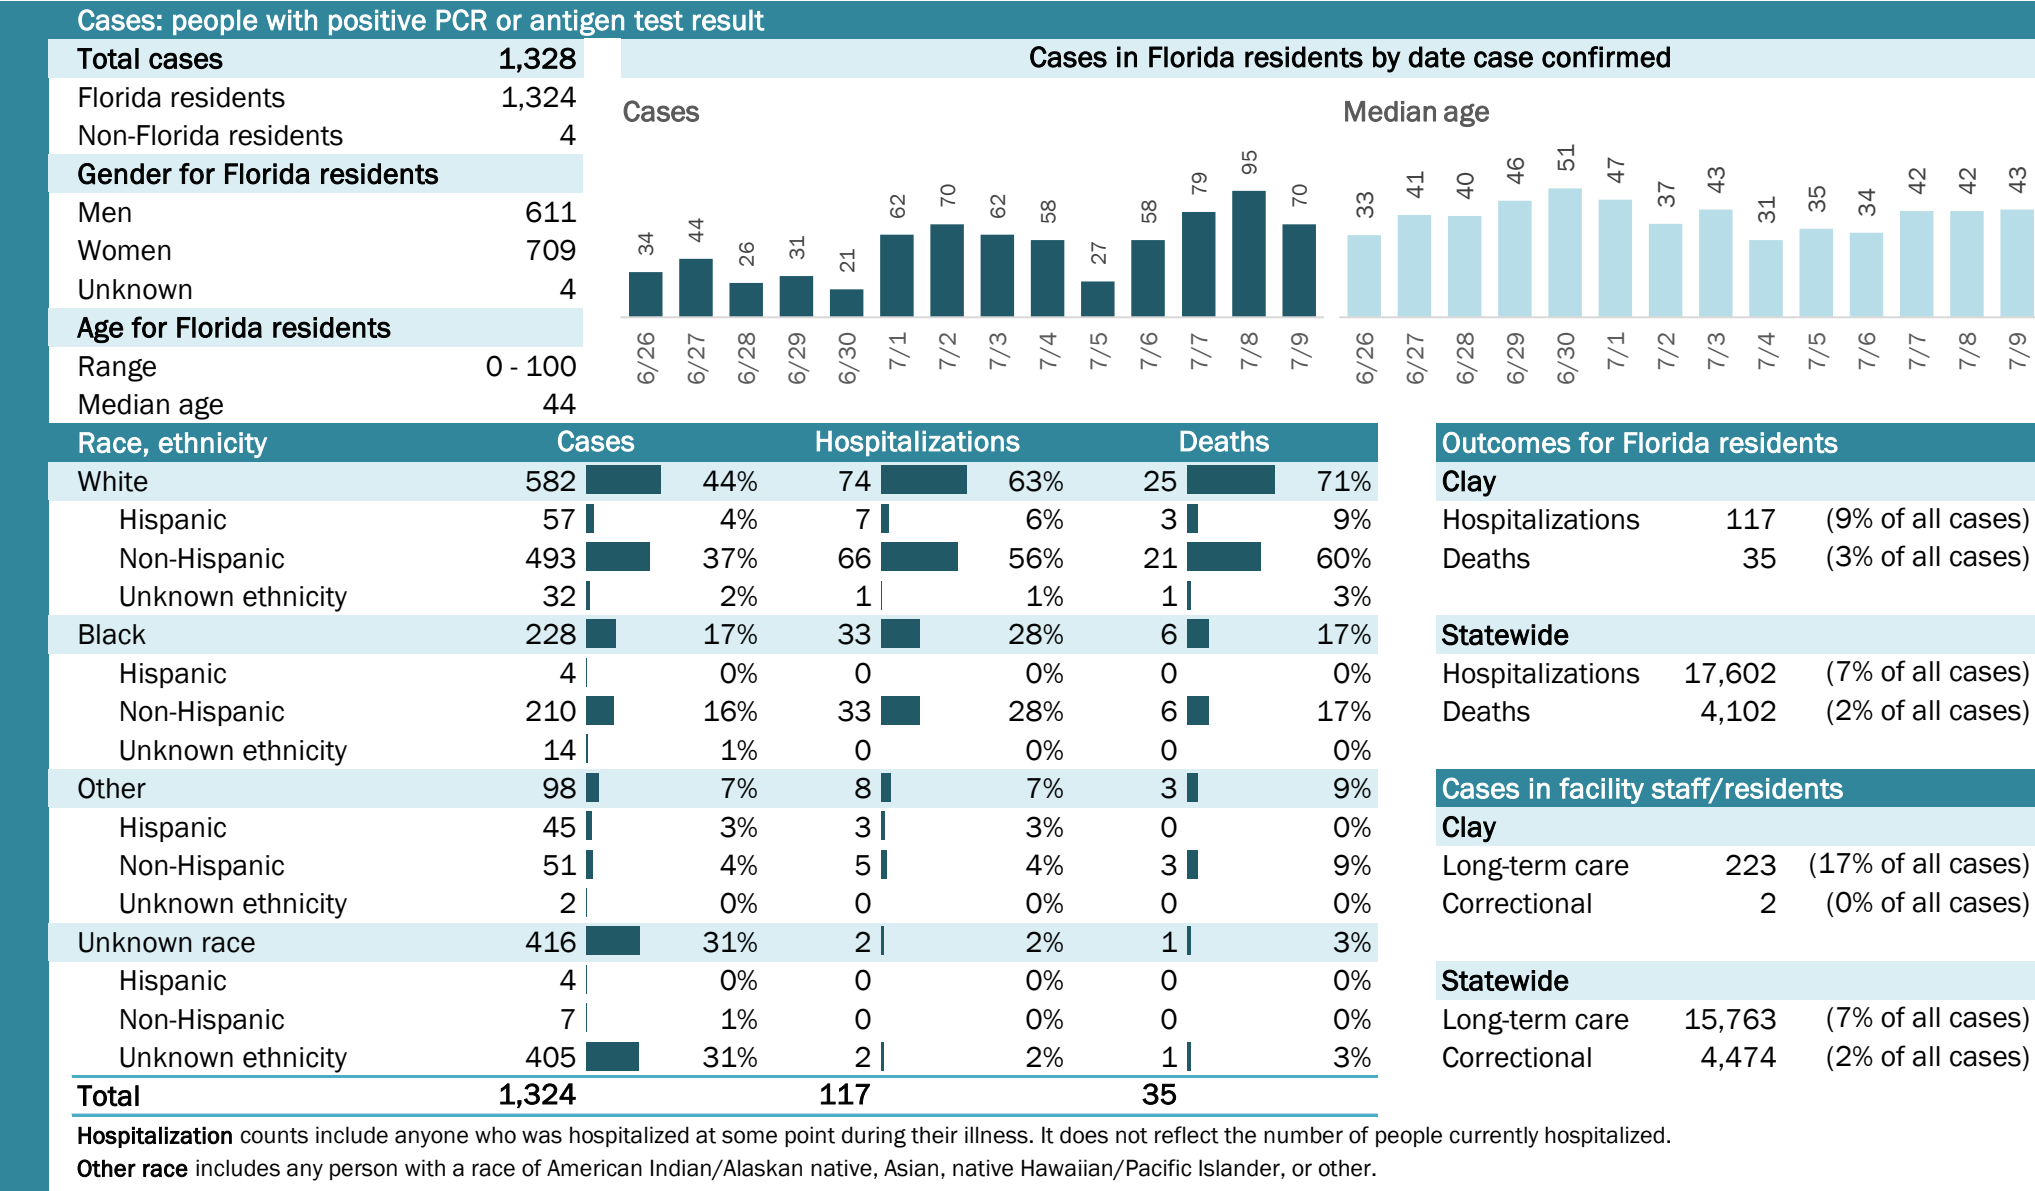 Cases: people with positive PCR or antigen test result
Total cases 1,328
Florida residents 1,324
Non-Florida residents 4
Gender for Florida residents
Men 611
Women 709
Unknown 4
Age for Florida residents
Range 0 - 100
Median age 44
Cases in Florida residents by date case confirmed
Cases
34 44 26 31 21 62 70 62 58 27 58 79 95 70
6/26 6/27 6/28 6/29 6/30 7/1 7/2 7/3 7/4 7/5 7/6 7/7 7/8 7/9
Median age
33 41 40 46 51 47 37 43 31 35 34 42 42 43
6/26 6/27 6/28 6/29 6/30 7/1 7/2 7/3 7/4 7/5 7/6 7/7 7/8 7/9
Race, ethnicity Cases Hospitalizations Deaths
White 582 44% 74 63% 25 71%
Hispanic 57 4% 7 6% 3 9%
Non-Hispanic 493 37% 66 56% 21 60%
Unknown ethnicity 32 2% 1 1% 1 3%
Black 228 17% 33 28% 6 17%
Hispanic 4 0% 0 0% 0 0%
Non-Hispanic 210 16% 33 28% 6 17%
Unknown ethnicity 14 1% 0 0% 0 0%
Other 98 7% 8 7% 3 9%
Hispanic 45 3% 3 3% 0 0%
Non-Hispanic 51 4% 5 4% 3 9%
Unknown ethnicity 2 0% 0 0% 0 0%
Unknown race 416 31% 2 2% 1 3%
Hispanic 4 0% 0 0% 0 0%
Non-Hispanic 7 1% 0 0% 0 0%
Unknown ethnicity 405 31% 2 2% 1 3%
Total 1,324 117 35
Outcomes for Florida residents
Clay
Hospitalizations 117 (9% of all cases)
Deaths 35 (3% of all cases)
Statewide
Hospitalizations 17,602 (7% of all cases)
Deaths 4,102 (2% of all cases)
Cases in facility staff/residents
Clay
Long-term care 223 (17% of all cases)
Correctional 2 (0% of all cases)
Statewide
Long-term care 15,763 (7% of all cases)
Correctional 4,474 (2% of all cases)
Hospitalization counts include anyone who was hospitalized at some point during their illness. It does not reflect the number of people currently hospitalized.
Other race includes any person with a race of American Indian/Alaskan native, Asian, native Hawaiian/Pacific Islander, or other.